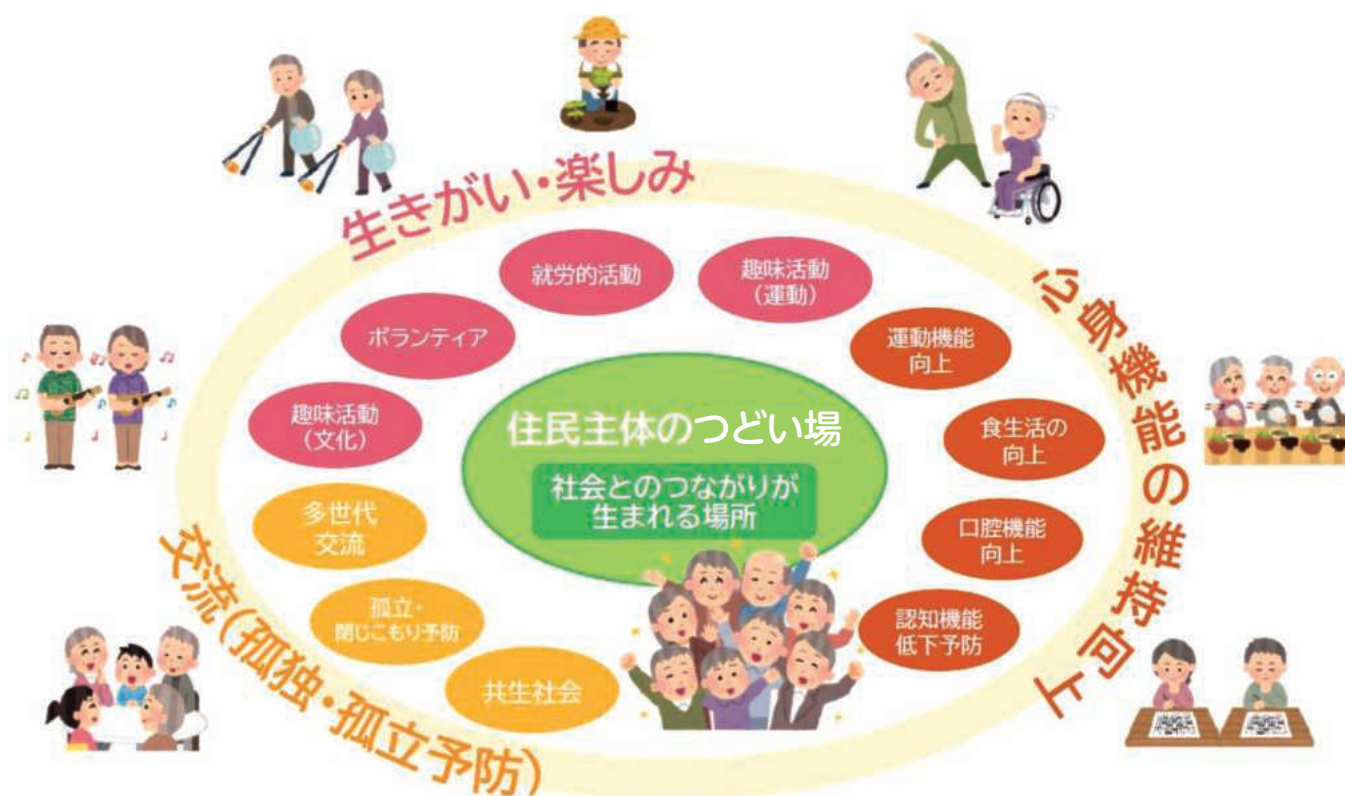 生きがい・楽しみ
就労的活動
趣味活動
(運動)
ボランティア
趣味活動
(文化)
心身機能の維持向上
運動機能
向上
食生活の
向上
口腔機能
向上
認知機能
低下予防
住民主体のつどい場
社会とのつながりが
生まれる場所
交流(孤独・孤立予防)
多世代
交流
孤立・
閉じこもり予防
共生社会